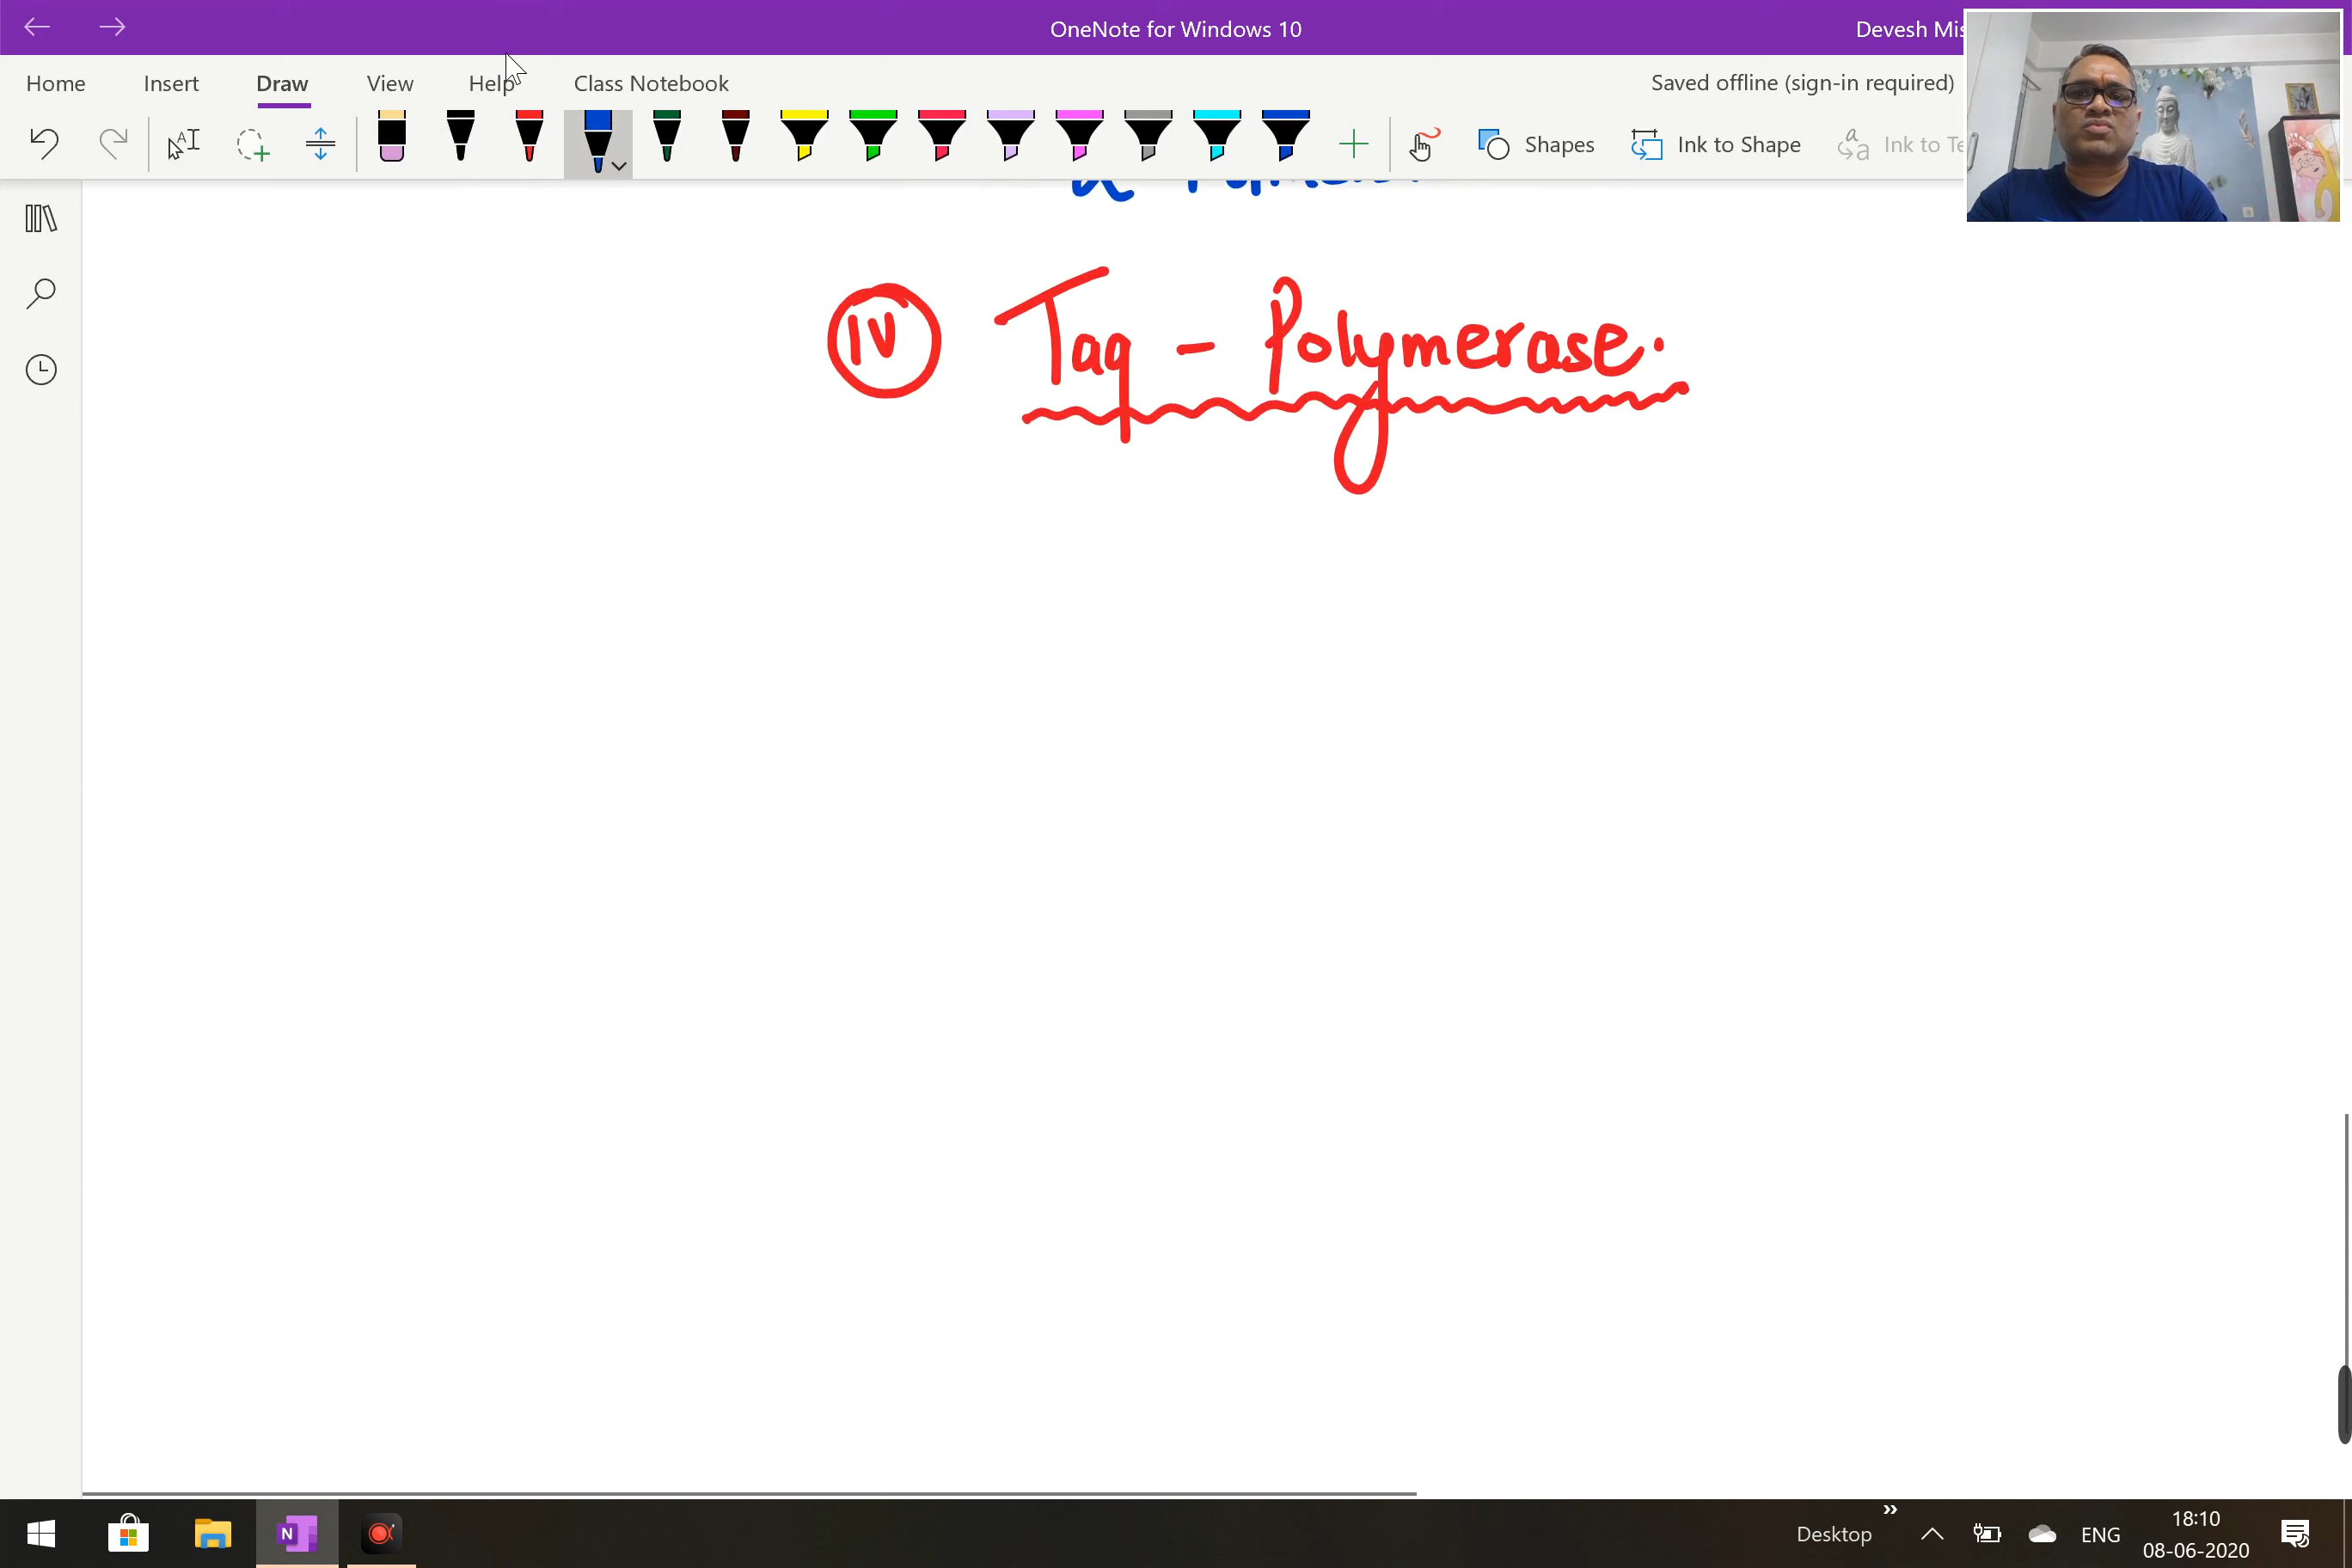 OneNote for Windows 10
Devesh Mis
Home Insert Draw View Help Class Notebook
Saved offline (sign-in required)
Shapes Ink to Shape Ink to Te
IV Taq - Polymerase.
Desktop ENG 18:10
08-06-2020